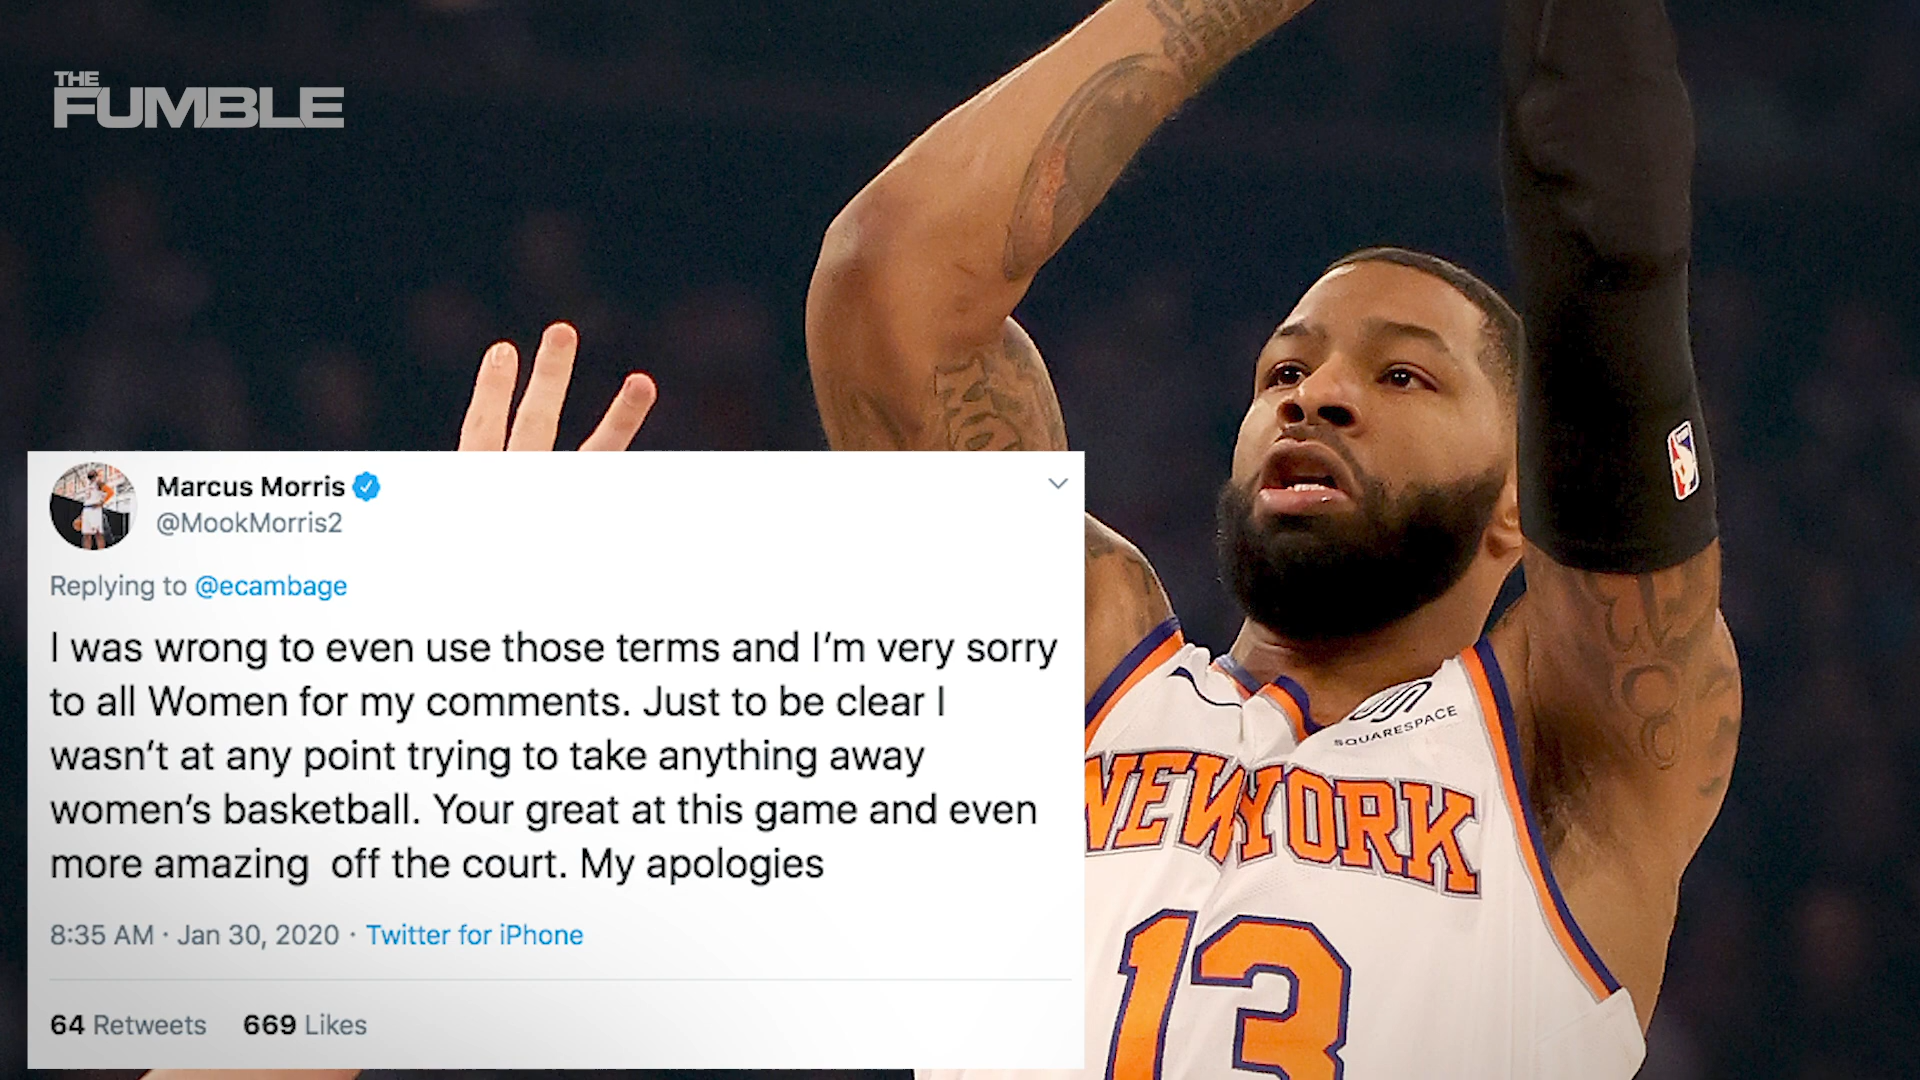 THE
FUMBLE
Marcus Morris
@MookMorris2
Replying to @ecambage
I was wrong to even use those terms and I'm very sorry
to all Women for my comments. Just to be clear I
wasn't at any point trying to take anything away
women's basketball. Your great at this game and even
more amazing  off the court. My apologies
8:35 AM · Jan 30, 2020 · Twitter for iPhone
64 Retweets 669 Likes
SQUARESPACE
NEW YORK
13